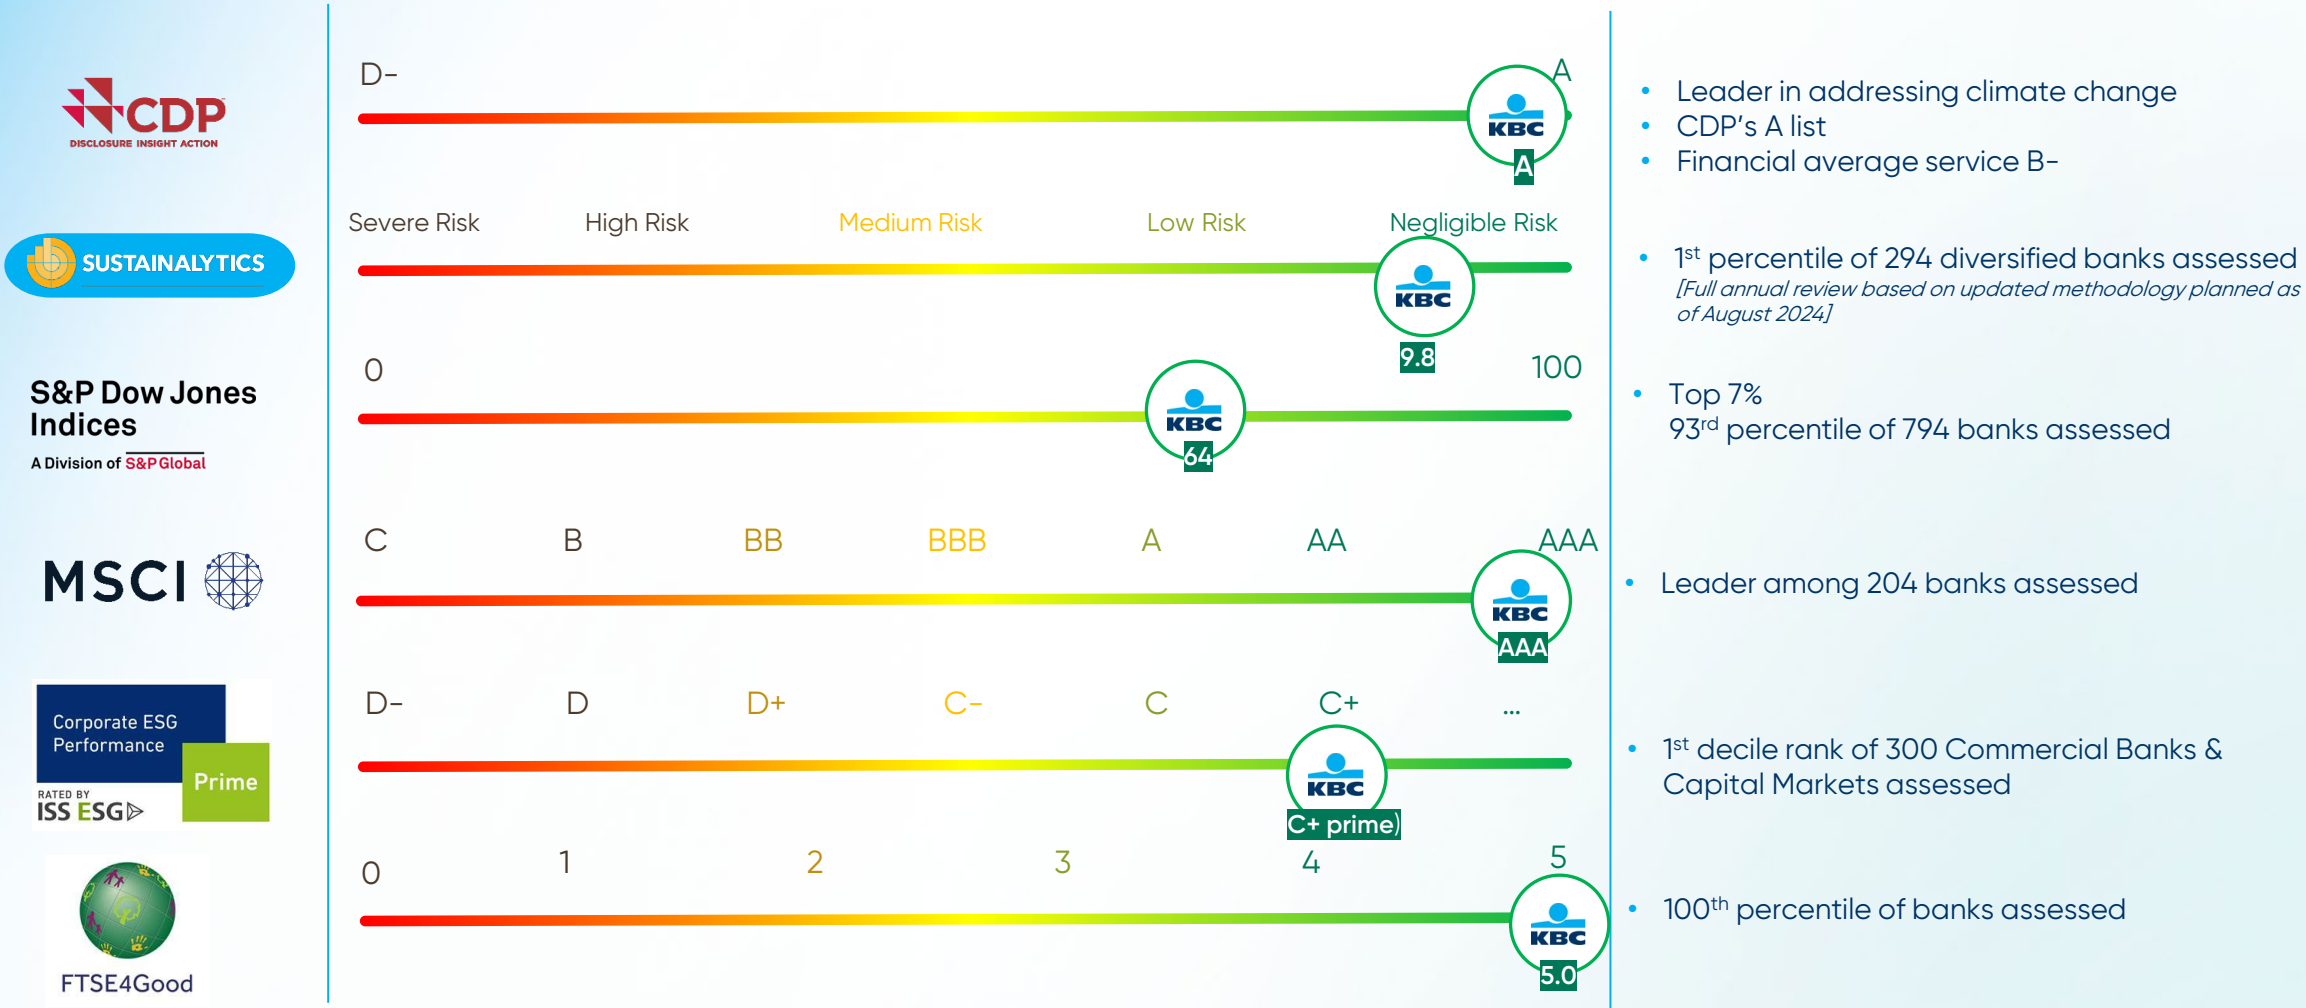 CDP
DISCLOSURE INSIGHT ACTION
D-
A
KBC
A
• Leader in addressing climate change
• CDP's A list
• Financial average service B-
SUSTAINALYTICS
Severe Risk
High Risk
Medium Risk
Low Risk
Negligible Risk
KBC
9.8
• 1st percentile of 294 diversified banks assessed
[Full annual review based on updated methodology planned as
of August 2024]
S&P Dow Jones
Indices
A Division of S&P Global
0
100
KBC
64
• Top 7%
93rd percentile of 794 banks assessed
MSCI
C
B
BB
BBB
A
AA
AAA
KBC
AAA
• Leader among 204 banks assessed
Corporate ESG
Performance
Prime
RATED BY
ISS ESG
D-
D
D+
C-
C
C+
...
KBC
C+ prime)
• 1st decile rank of 300 Commercial Banks &
Capital Markets assessed
FTSE4Good
0
1
2
3
4
5
KBC
5.0
• 100th percentile of banks assessed